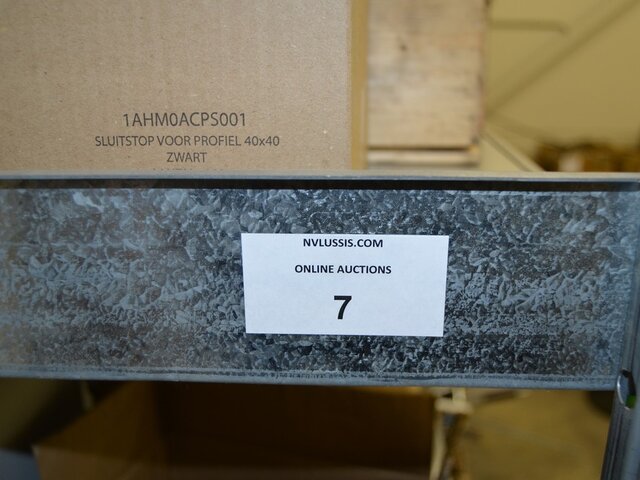 1AHM0ACPS001
SLUITSTOP VOOR PROFIEL 40x40
ZWART
NVLUSSIS.COM
ONLINE AUCTIONS
7